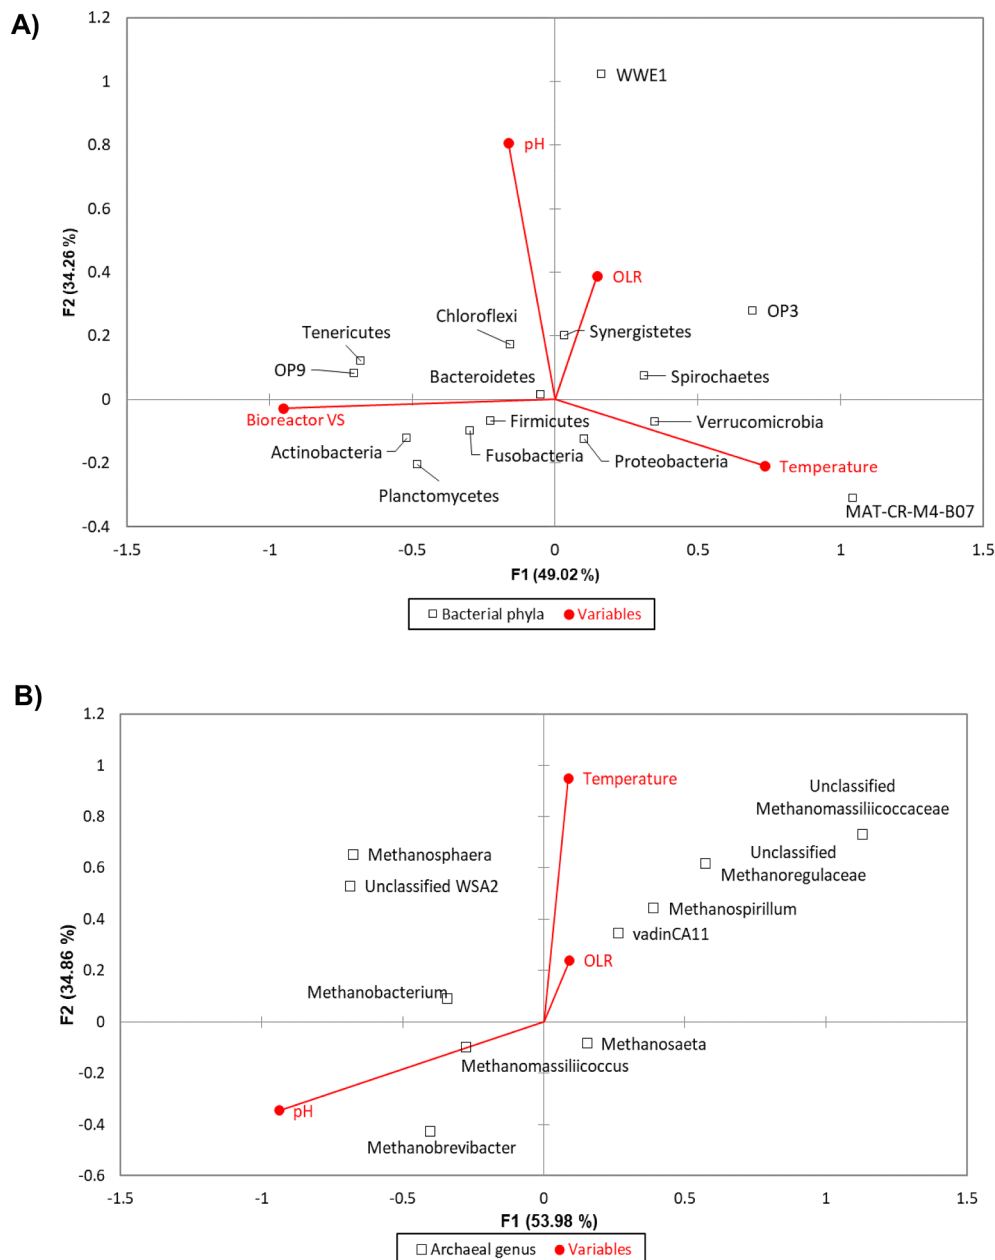 A)
1.2
1
0.8
0.6
0.4
0.2
0
-0.2
-0.4
-1.5
-1
-0.5
0
0.5
1
1.5
F2 (34.26 %)
F1 (49.02 %)
WWE1
pH
OLR
OP3
Chloroflexi
Synergistetes
Tenericutes
OP9
Bacteroidetes
Spirochaetes
Bioreactor VS
Firmicutes
Verrucomicrobia
Actinobacteria
Fusobacteria
Proteobacteria
Temperature
Planctomycetes
MAT-CR-M4-B07
Bacterial phyla
Variables
B)
1.2
1
0.8
0.6
0.4
0.2
0
-0.2
-0.4
-0.6
-1.5
-1
-0.5
0
0.5
1
1.5
F2 (34.86 %)
F1 (53.98 %)
Temperature
Unclassified
Methanomassiliicoccaceae
Methanosphaera
Unclassified
Methanoregulaceae
Unclassified WSA2
Methanospirillum
vadinCA11
OLR
Methanobacterium
Methanosaeta
Methanomassiliicoccus
pH
Methanobrevibacter
Archaeal genus
Variables